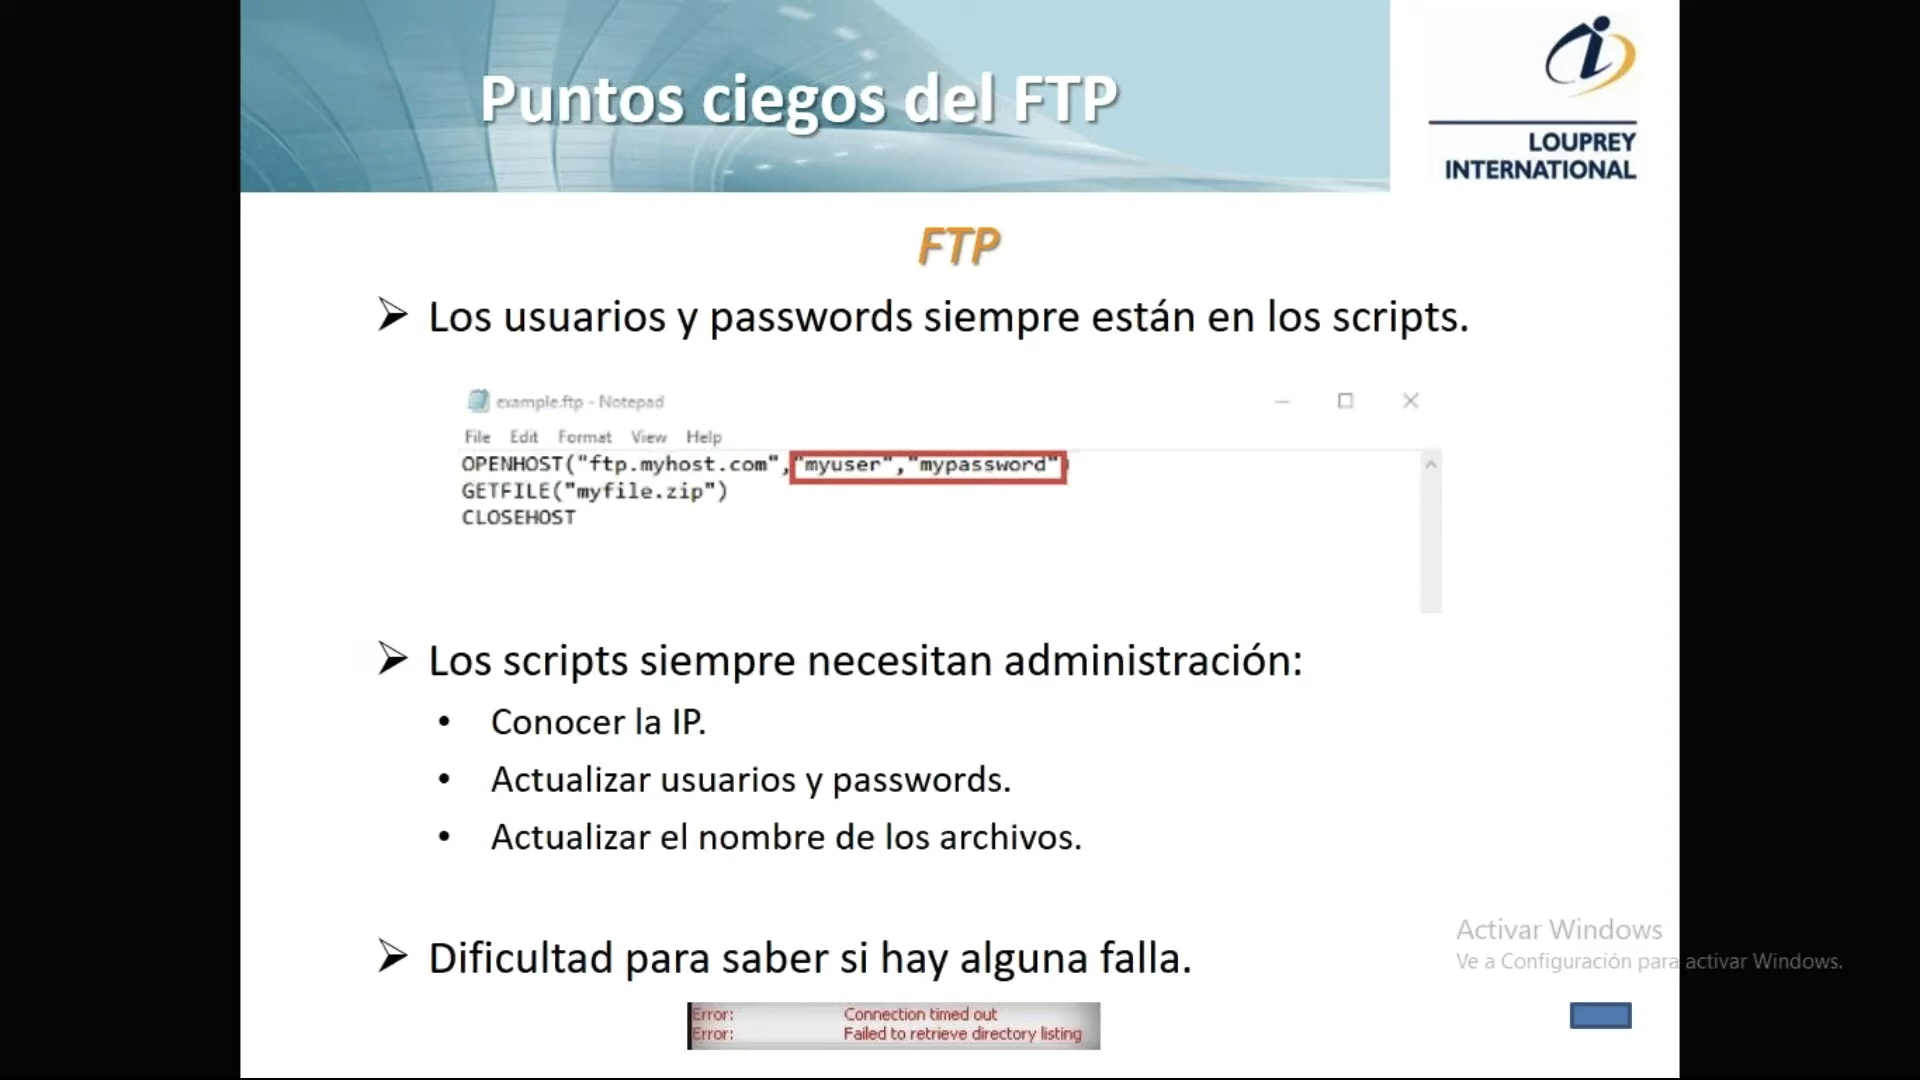 Puntos ciegos del FTP
LOUPREY
INTERNATIONAL
FTP
➢ Los usuarios y passwords siempre están en los scripts.
example.ftp - Notepad
File Edit Format View Help
OPENHOST("ftp.myhost.com","myuser","mypassword")
GETFILE("myfile.zip")
CLOSEHOST
➢ Los scripts siempre necesitan administración:
• Conocer la IP.
• Actualizar usuarios y passwords.
• Actualizar el nombre de los archivos.
➢ Dificultad para saber si hay alguna falla.
Activar Windows
Ve a Configuración para activar Windows.
Error: Connection timed out
Error: Failed to retrieve directory listing